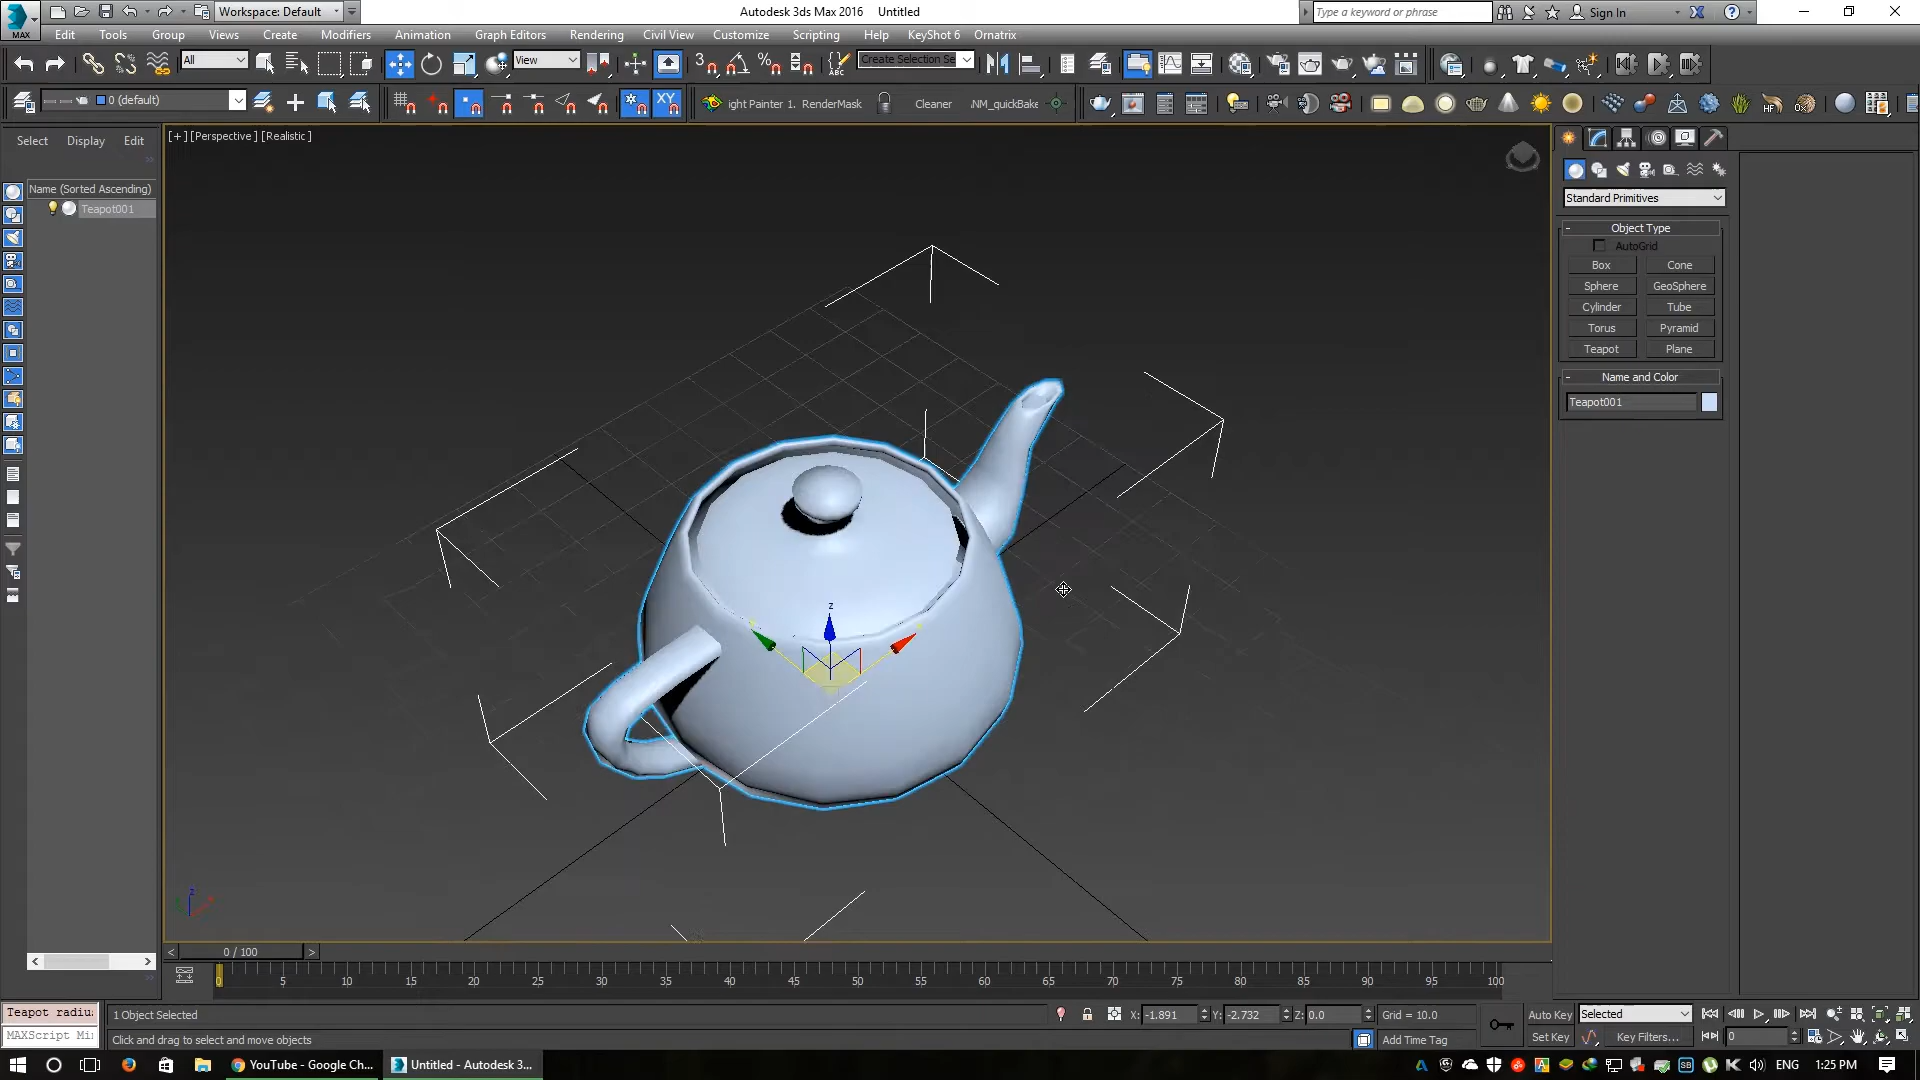 Workspace: Default
Autodesk 3ds Max 2016 Untitled
Type a keyword or phrase
Sign In
MAX
Edit Tools Group Views Create Modifiers Animation Graph Editors Rendering Civil View Customize Scripting Help KeyShot 6 Ornatrix
All
View
3
ABC
Create Selection Se
0 (default)
XY
ight Painter 1.
RenderMask
Cleaner
.NM_quickBake
HF
Select Display Edit
[+] [Perspective] [Realistic]
Name (Sorted Ascending)
Teapot001
Standard Primitives
- Object Type
AutoGrid
Box Cone
Sphere GeoSphere
Cylinder Tube
Torus Pyramid
Teapot Plane
- Name and Color
Teapot001
z
z
< 0 / 100 >
0 5 10 15 20 25 30 35 40 45 50 55 60 65 70 75 80 85 90 95 100
Teapot radiu:
1 Object Selected
X: -1.891 Y: -2.732 Z: 0.0
Grid = 10.0
Auto Key
Selected
MAXScript Mi
Click and drag to select and move objects
Add Time Tag
Set Key
Key Filters...
0
YouTube - Google Ch...
Untitled - Autodesk 3...
ENG
1:25 PM